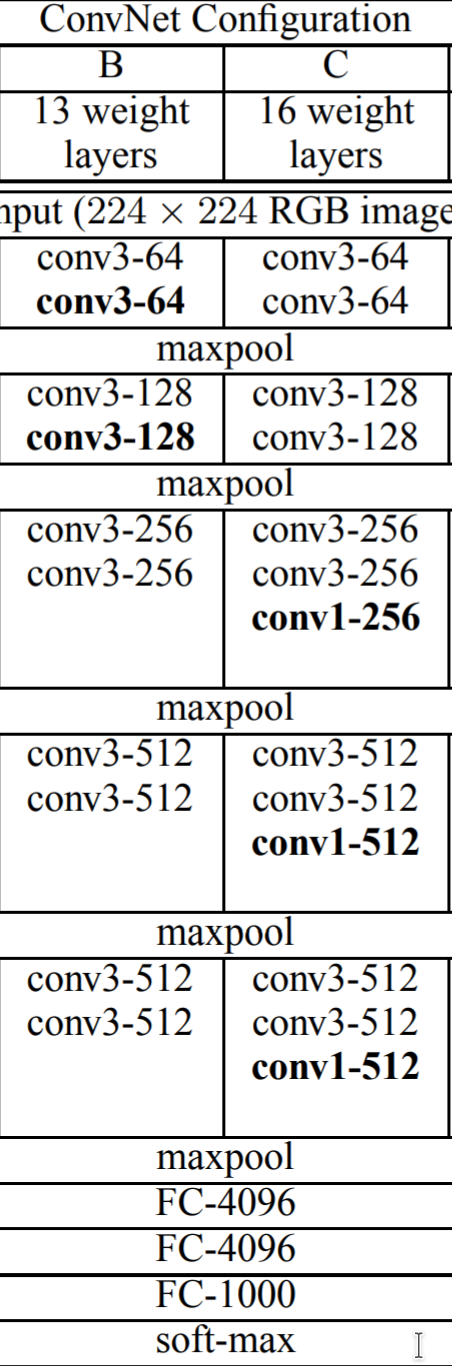 ConvNet Configuration
B C
13 weight 16 weight
layers layers
nput (224 × 224 RGB image
conv3-64 conv3-64
conv3-64 conv3-64
maxpool
conv3-128 conv3-128
conv3-128 conv3-128
maxpool
conv3-256 conv3-256
conv3-256 conv3-256
conv1-256
maxpool
conv3-512 conv3-512
conv3-512 conv3-512
conv1-512
maxpool
conv3-512 conv3-512
conv3-512 conv3-512
conv1-512
maxpool
FC-4096
FC-4096
FC-1000
soft-max